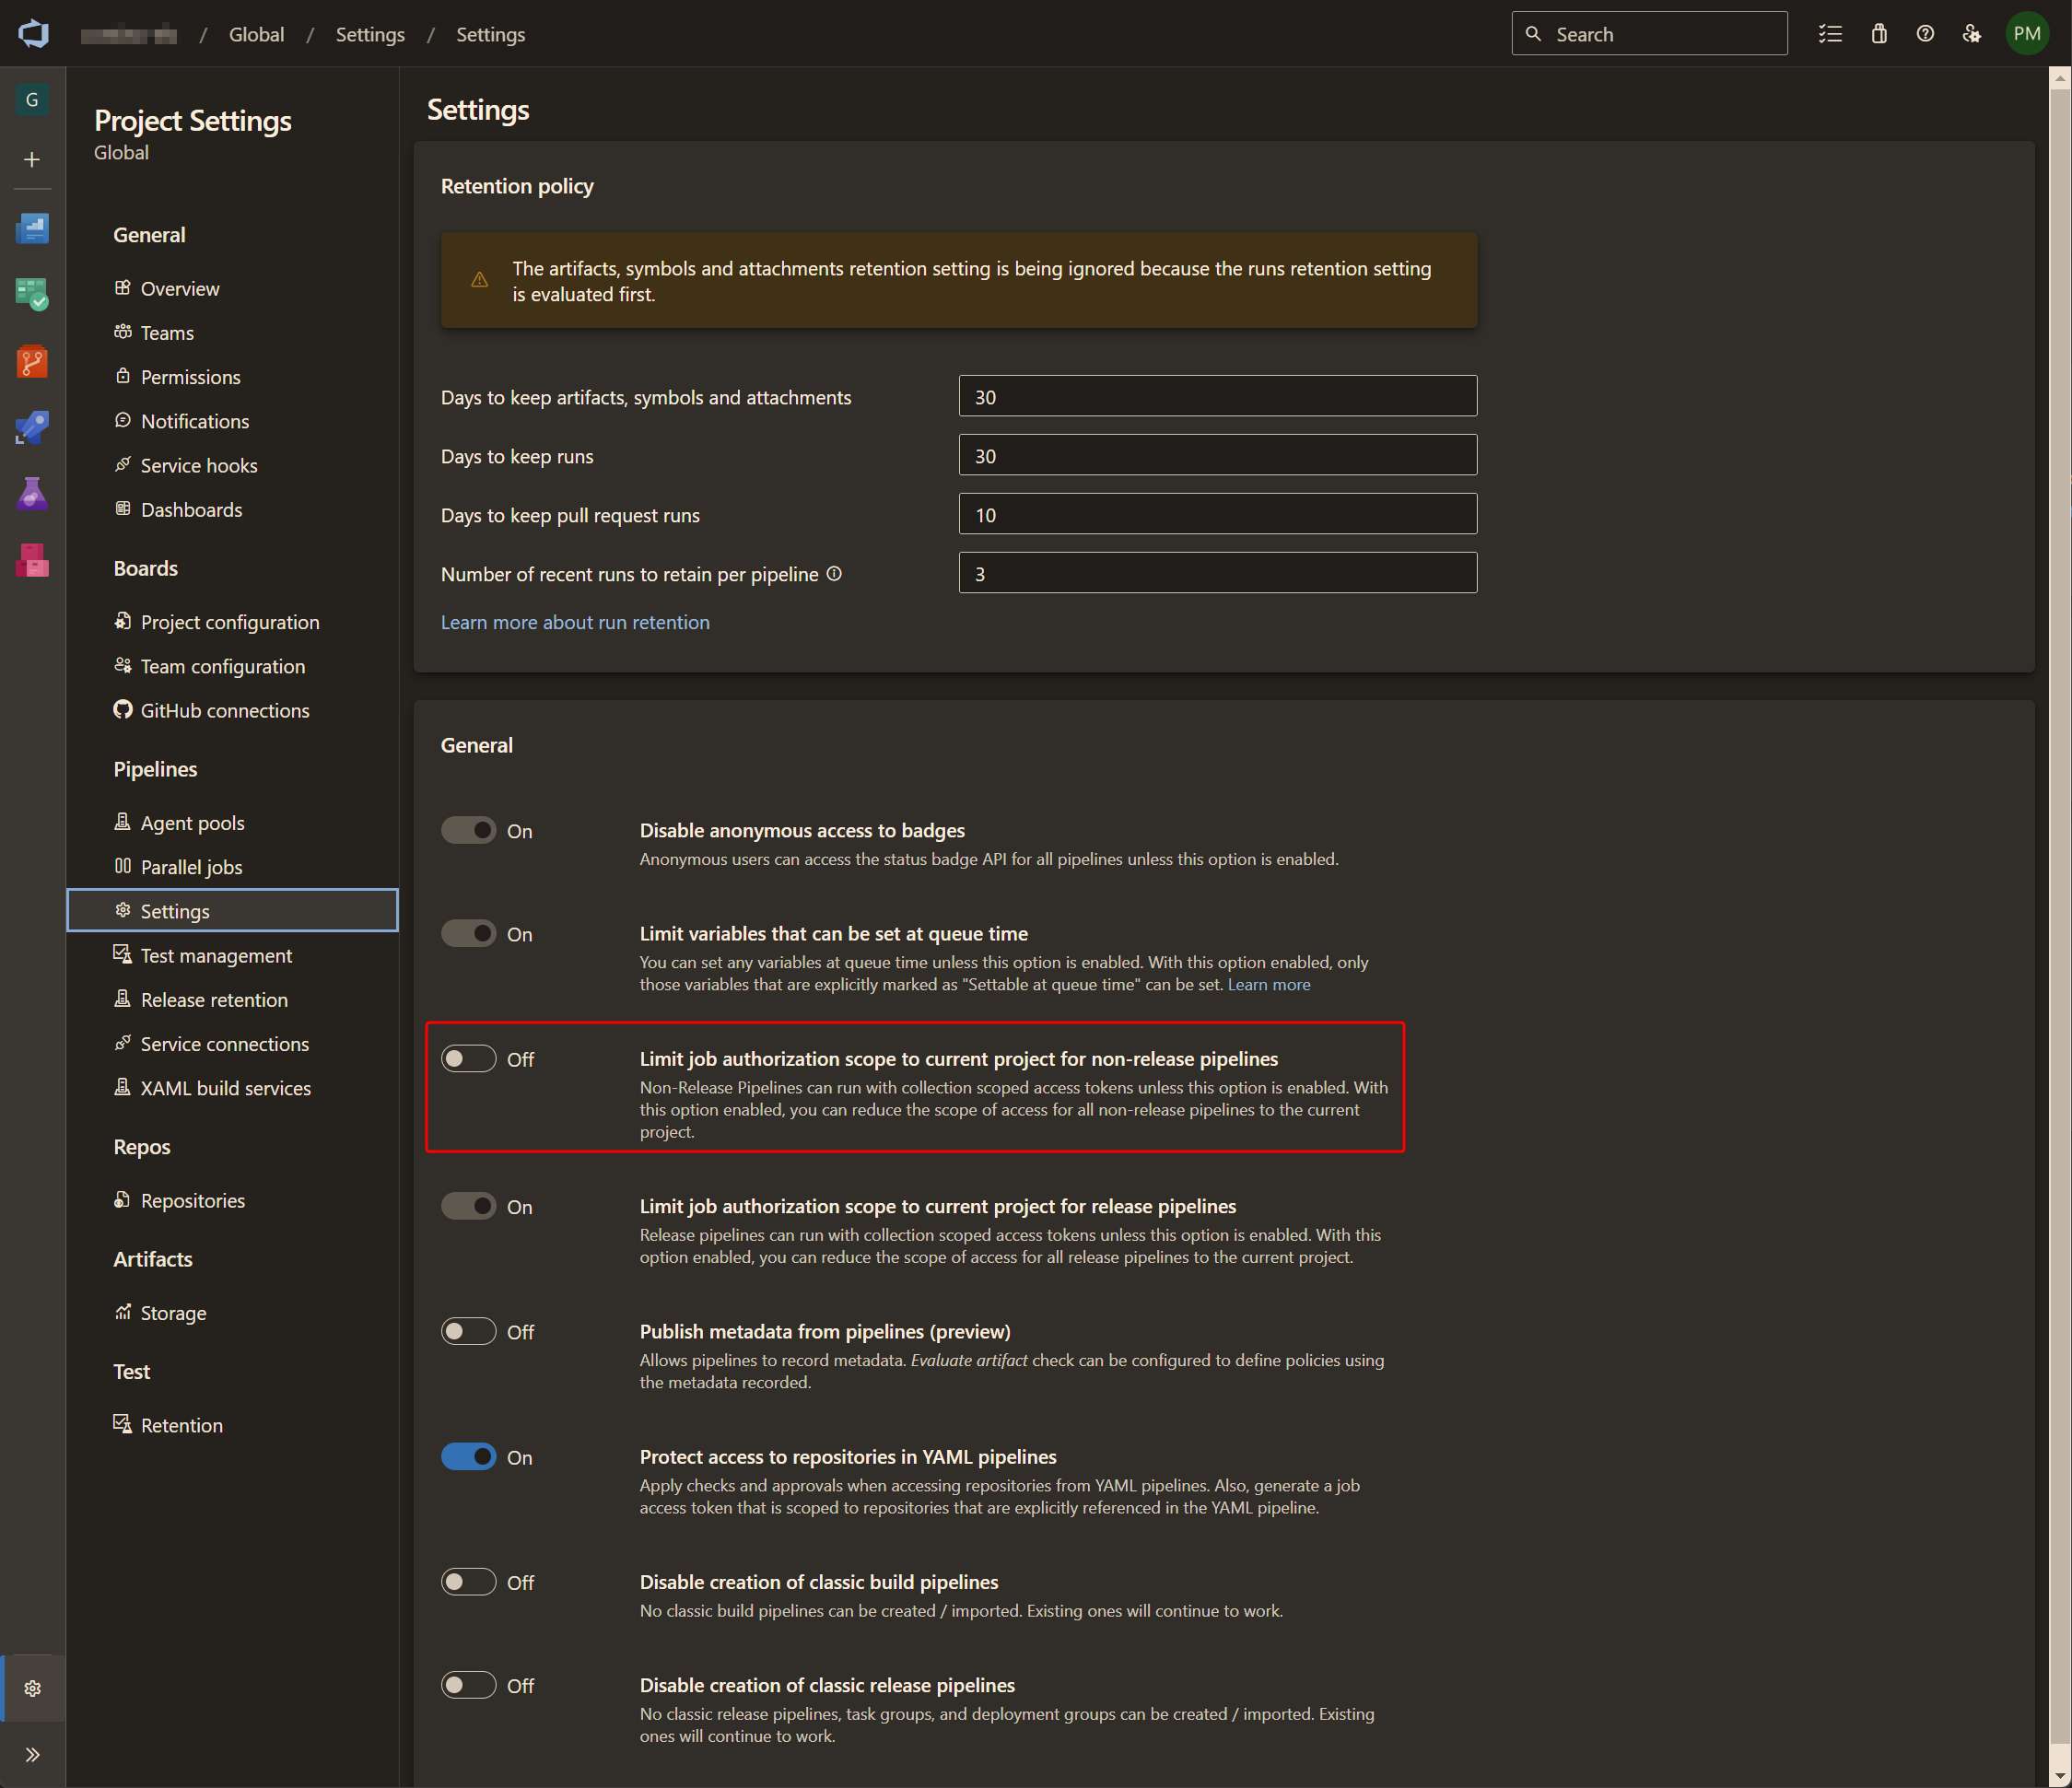 / Global / Settings / Settings
Search
PM
G
Project Settings
Global
General
Overview
Teams
Permissions
Notifications
Service hooks
Dashboards
Boards
Project configuration
Team configuration
GitHub connections
Pipelines
Agent pools
Parallel jobs
Settings
Test management
Release retention
Service connections
XAML build services
Repos
Repositories
Artifacts
Storage
Test
Retention
Settings
Retention policy
The artifacts, symbols and attachments retention setting is being ignored because the runs retention setting
is evaluated first.
Days to keep artifacts, symbols and attachments 30
Days to keep runs 30
Days to keep pull request runs 10
Number of recent runs to retain per pipeline 3
Learn more about run retention
General
On Disable anonymous access to badges
Anonymous users can access the status badge API for all pipelines unless this option is enabled.
On Limit variables that can be set at queue time
You can set any variables at queue time unless this option is enabled. With this option enabled, only
those variables that are explicitly marked as "Settable at queue time" can be set. Learn more
Off Limit job authorization scope to current project for non-release pipelines
Non-Release Pipelines can run with collection scoped access tokens unless this option is enabled. With
this option enabled, you can reduce the scope of access for all non-release pipelines to the current
project.
On Limit job authorization scope to current project for release pipelines
Release pipelines can run with collection scoped access tokens unless this option is enabled. With this
option enabled, you can reduce the scope of access for all release pipelines to the current project.
Off Publish metadata from pipelines (preview)
Allows pipelines to record metadata. Evaluate artifact check can be configured to define policies using
the metadata recorded.
On Protect access to repositories in YAML pipelines
Apply checks and approvals when accessing repositories from YAML pipelines. Also, generate a job
access token that is scoped to repositories that are explicitly referenced in the YAML pipeline.
Off Disable creation of classic build pipelines
No classic build pipelines can be created / imported. Existing ones will continue to work.
Off Disable creation of classic release pipelines
No classic release pipelines, task groups, and deployment groups can be created / imported. Existing
ones will continue to work.